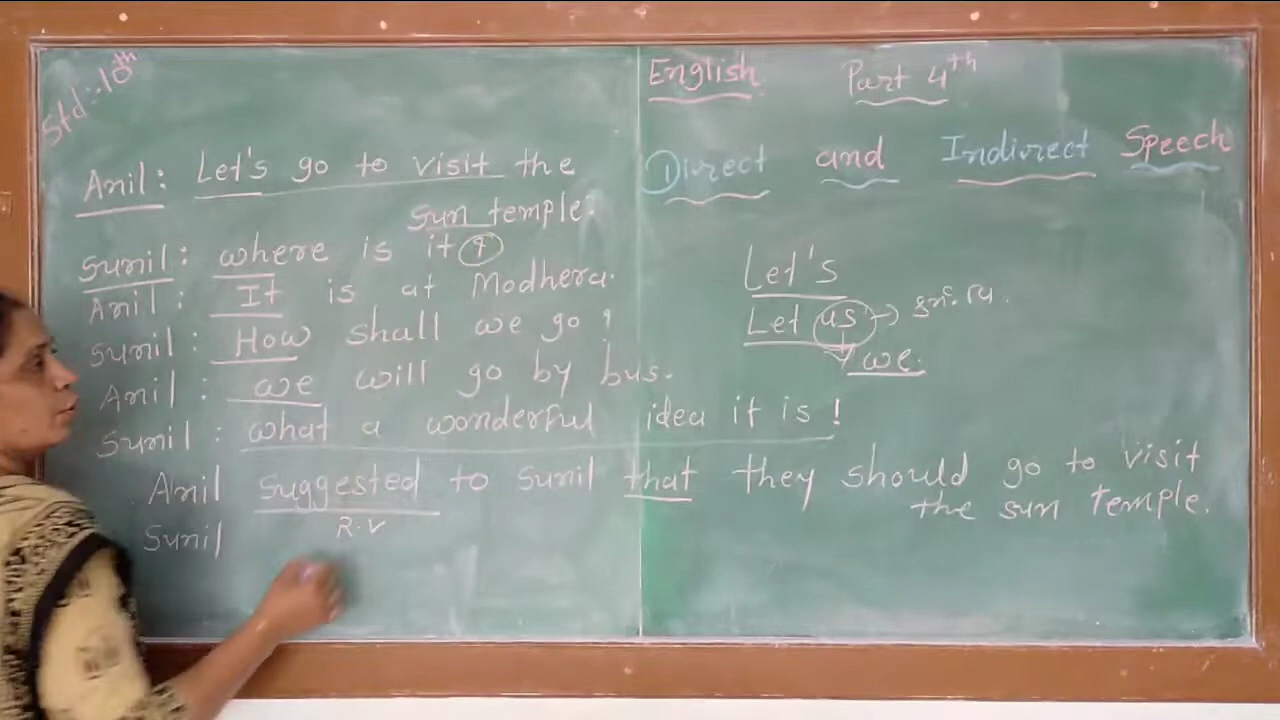 Std:-10th
English Part 4th
Direct and Indirect Speech
Anil: Let's go to visit the
sun temple.
Sunil: where is it ?
Anil: It is at Modhera.
Sunil: How shall we go ?
Anil: we will go by bus.
Sunil: what a wonderful idea it is !
Let's
Let us →
we.
Anil suggested to Sunil that they should go to visit
the sun temple.
R.V
Sunil